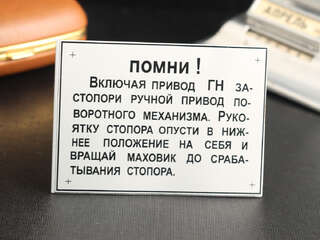 АПРЕЛЬ
ПОМНИ !
ВКЛЮЧАЯ ПРИВОД ГН ЗА-
СТОПОРИ РУЧНОЙ ПРИВОД ПО-
ВОРОТНОГО МЕХАНИЗМА. РУКО-
ЯТКУ СТОПОРА ОПУСТИ В НИЖ-
НЕЕ ПОЛОЖЕНИЕ НА СЕБЯ И
ВРАЩАЙ МАХОВИК ДО СРАБА-
ТЫВАНИЯ СТОПОРА.